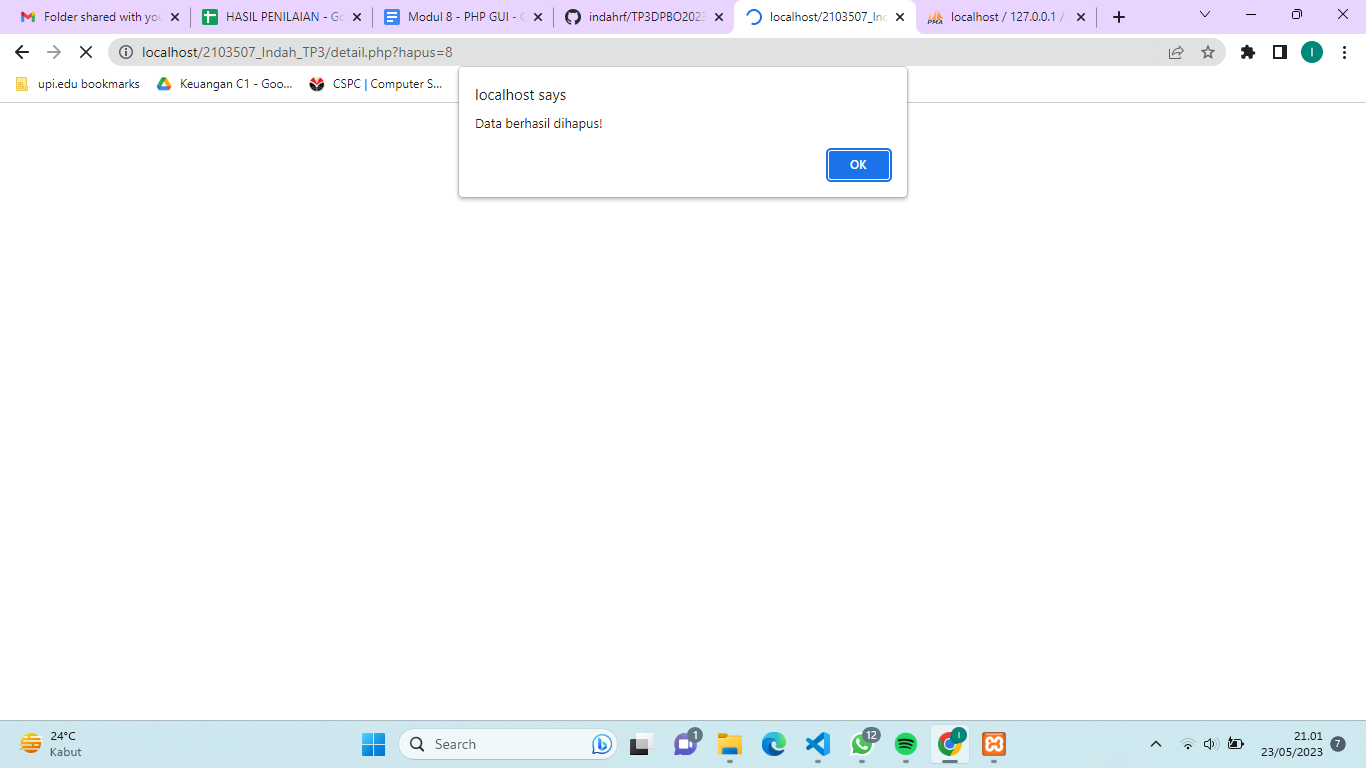 Folder shared with you
HASIL PENILAIAN - Go
Modul 8 - PHP GUI - G
indahrf/TP3DPBO2023
localhost/2103507_Ind
PMA
localhost / 127.0.0.1 /
localhost/2103507_Indah_TP3/detail.php?hapus=8
I
upi.edu bookmarks
Keuangan C1 - Goo...
CSPC | Computer S...
localhost says
Data berhasil dihapus!
OK
24°C
Kabut
Search
1
12
I
21.01
23/05/2023
7